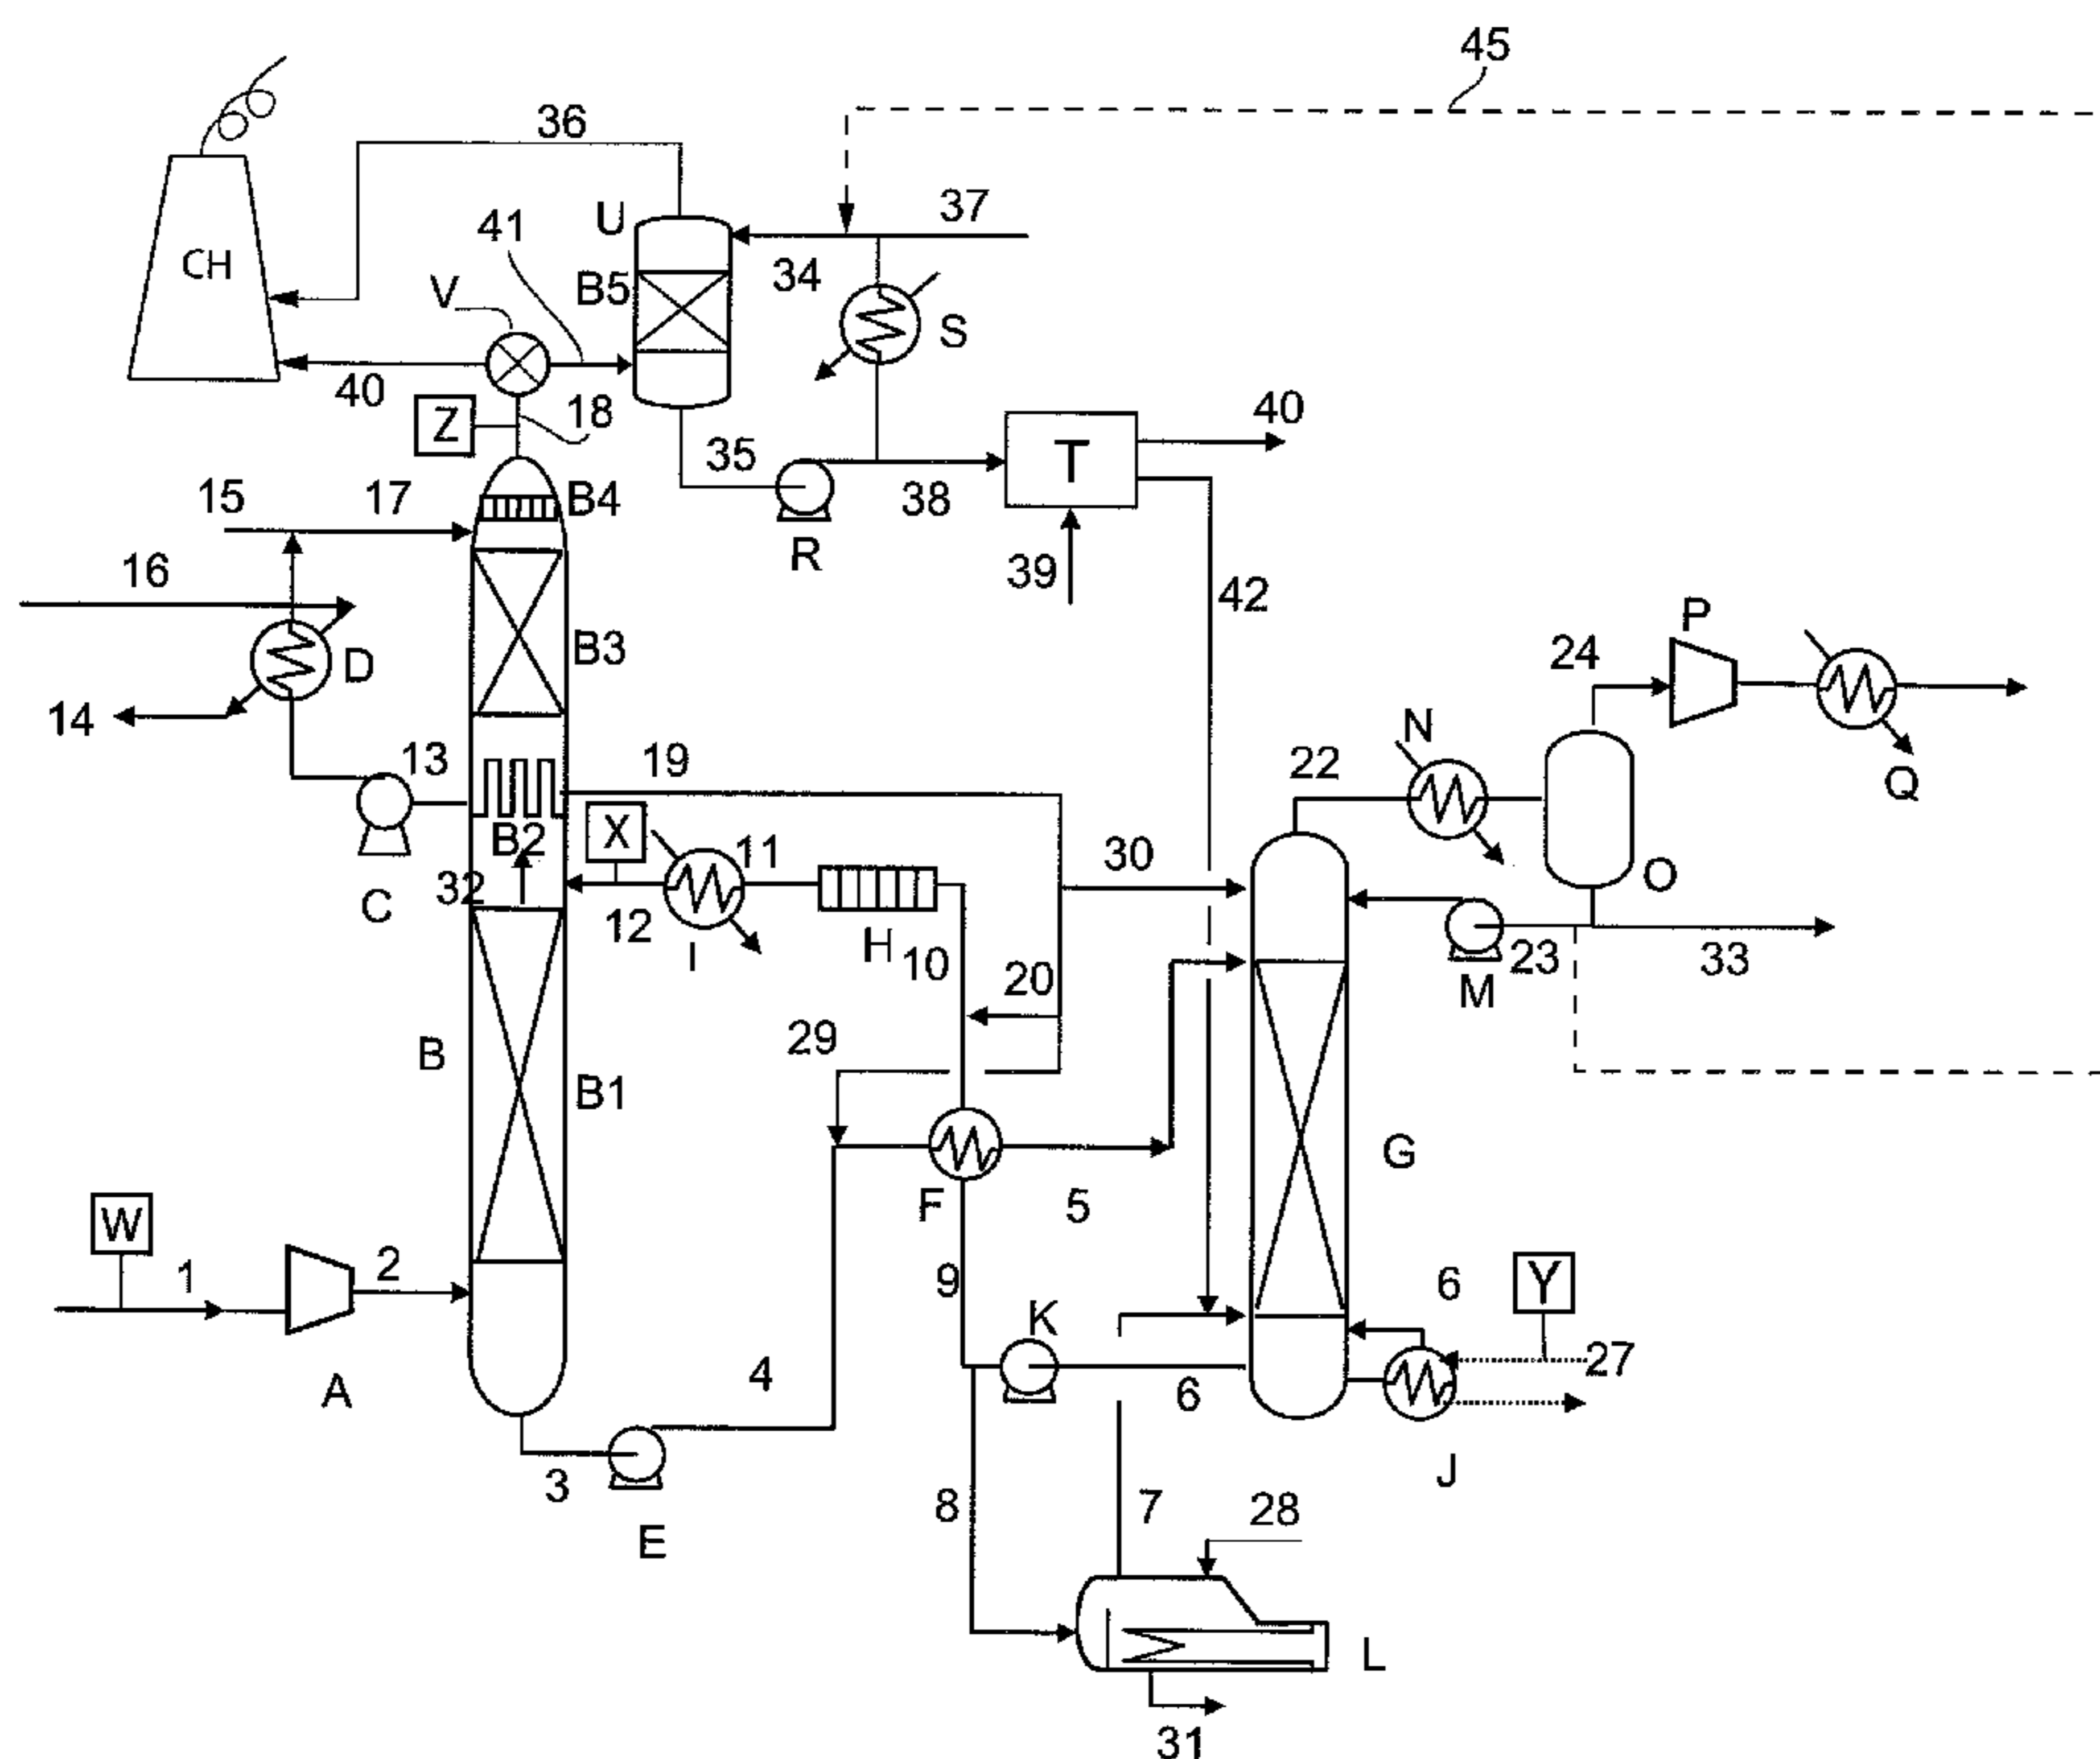 45
36
37
U
41
CH
34
B5
V
S
40
18
40
Z
35
T
15
17
B4
38
R
16
39
42
P
B3
24
D
14
N
13
19
22
Q
X
B2
11
30
32
O
C
12
H
10
I
20
23
33
M
29
B
B1
G
F
5
W
1
2
9
6
Y
K
27
4
A
6
3
J
8
7
28
E
L
31